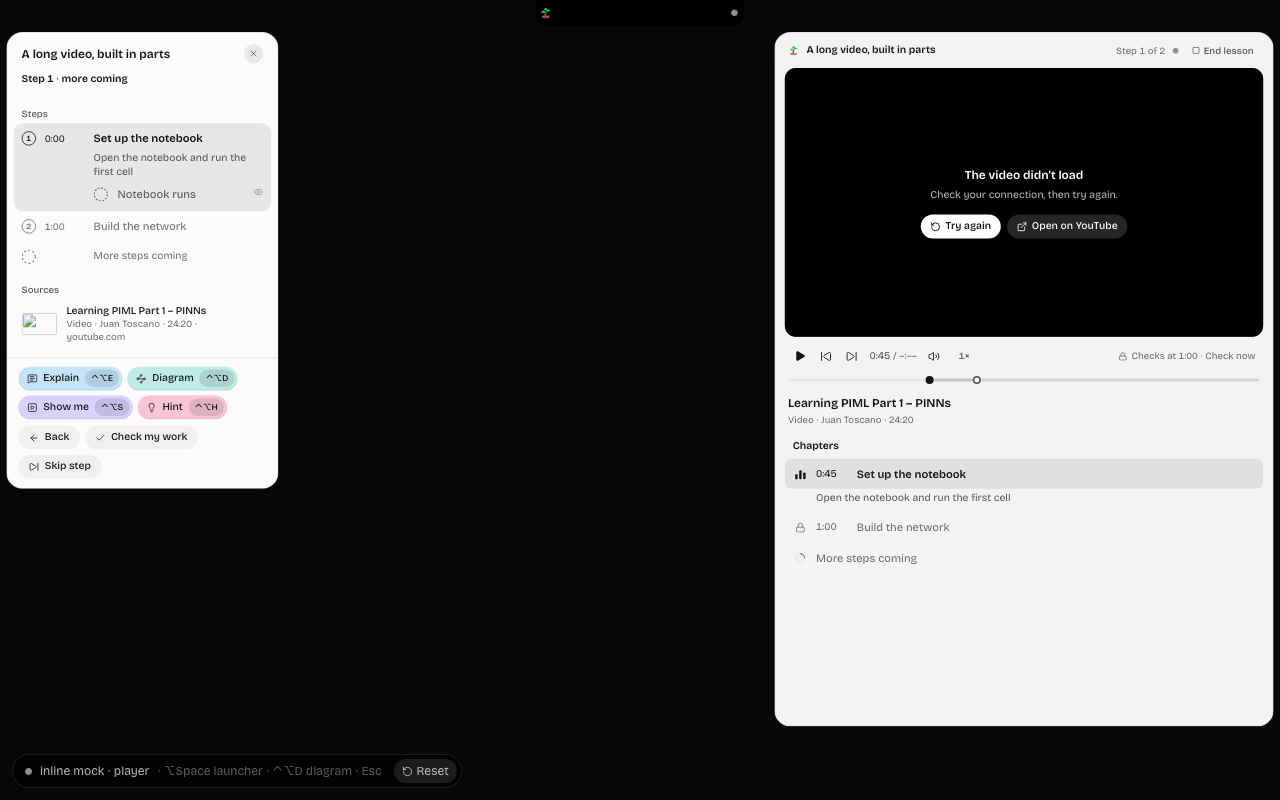 A long video, built in parts
Step 1 · more coming
Steps
1 0:00 Set up the notebook
Open the notebook and run the
first cell
Notebook runs
2 1:00 Build the network
More steps coming
Sources
Learning PIML Part 1 – PINNs
Video · Juan Toscano · 24:20 ·
youtube.com
Explain ^⌥E Diagram ^⌥D
Show me ^⌥S Hint ^⌥H
Back Check my work
Skip step
A long video, built in parts Step 1 of 2 End lesson
The video didn't load
Check your connection, then try again.
Try again Open on YouTube
0:45 / –:–– 1× Checks at 1:00 · Check now
Learning PIML Part 1 – PINNs
Video · Juan Toscano · 24:20
Chapters
0:45 Set up the notebook
Open the notebook and run the first cell
1:00 Build the network
More steps coming
inline mock · player · ⌥Space launcher · ^⌥D diagram · Esc Reset